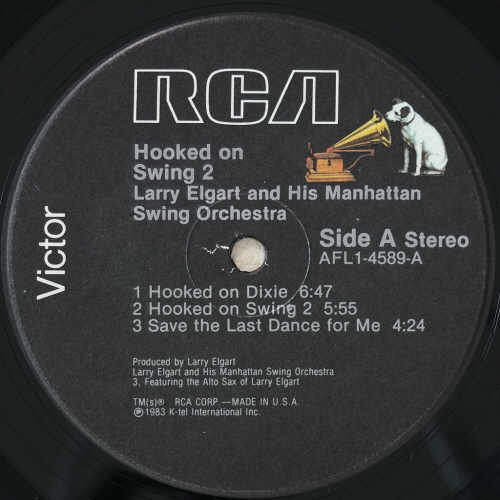 RCA
Hooked on
Swing 2
Larry Elgart and His Manhattan
Swing Orchestra
Victor
Side A Stereo
AFL1-4589-A
1 Hooked on Dixie 6:47
2 Hooked on Swing 2 5:55
3 Save the Last Dance for Me 4:24
Produced by Larry Elgart
Larry Elgart and His Manhattan Swing Orchestra
3, Featuring the Alto Sax of Larry Elgart
TM(s)® RCA CORP.—MADE IN U.S.A.
℗1983 K-tel International Inc.